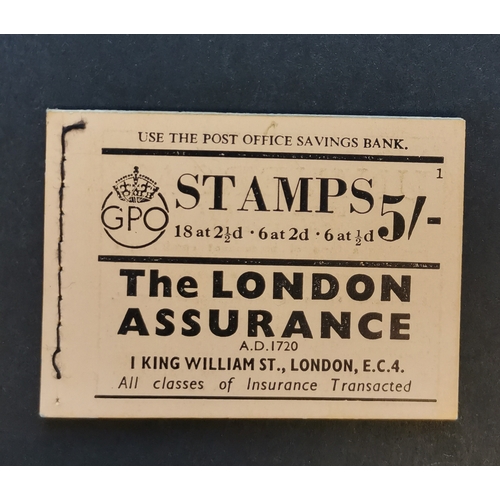 USE THE POST OFFICE SAVINGS BANK.
1
GPO
STAMPS 5/-
18 at 2½d · 6 at 2d · 6 at ½d
The LONDON
ASSURANCE
A.D.1720
1 KING WILLIAM ST., LONDON, E.C.4.
All classes of Insurance Transacted